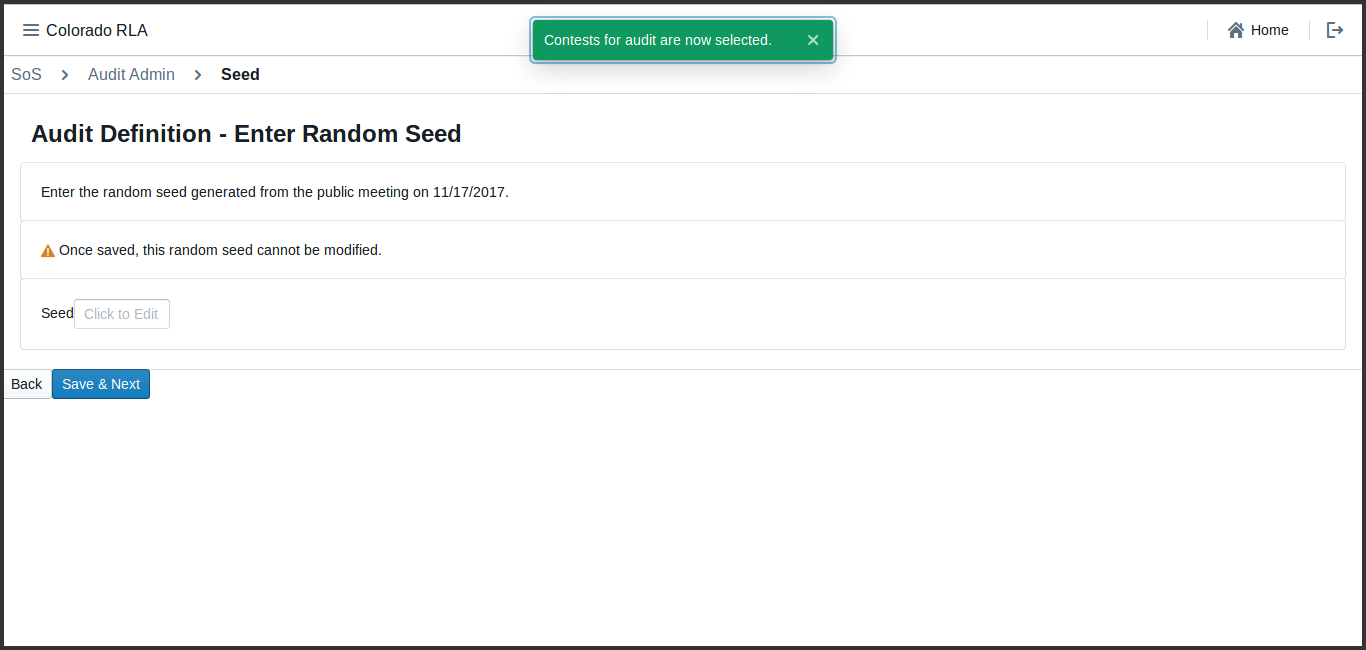 Colorado RLA
Contests for audit are now selected.
Home
SoS Audit Admin Seed
Audit Definition - Enter Random Seed
Enter the random seed generated from the public meeting on 11/17/2017.
Once saved, this random seed cannot be modified.
Seed Click to Edit
Back Save & Next